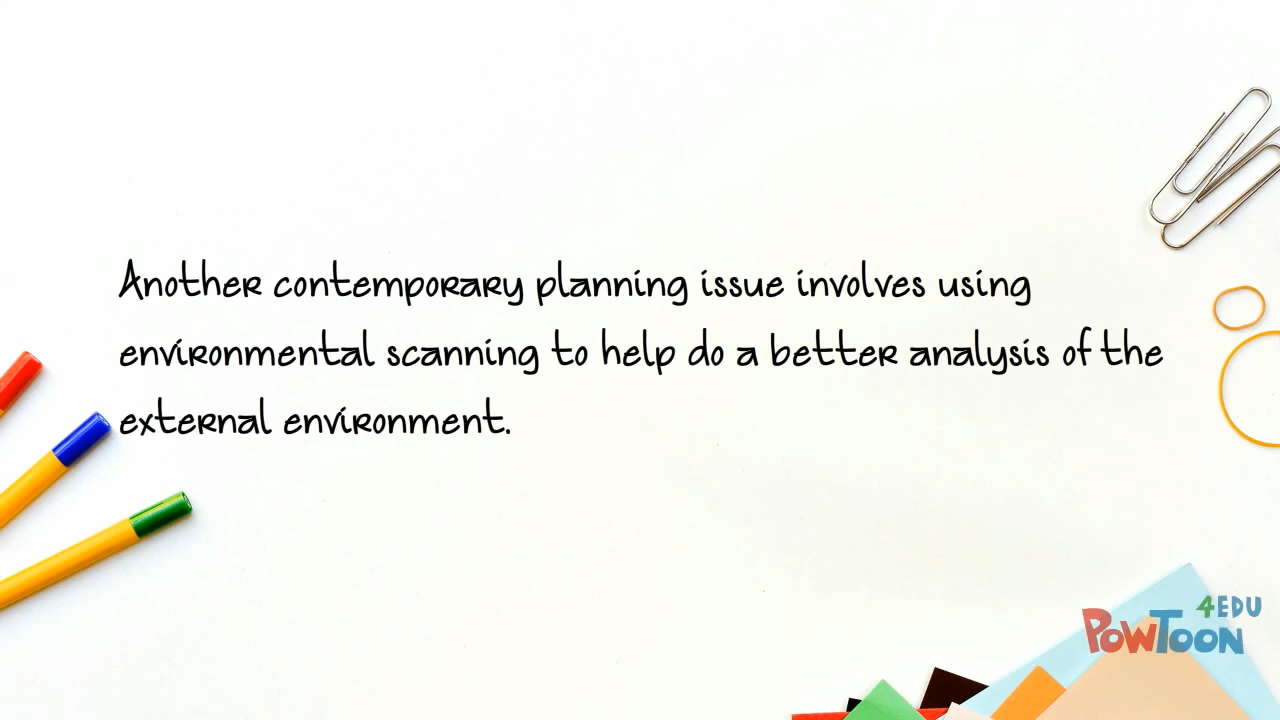 Another contemporary planning issue involves using
environmental scanning to help do a better analysis of the
external environment.
4EDU
POWTOON